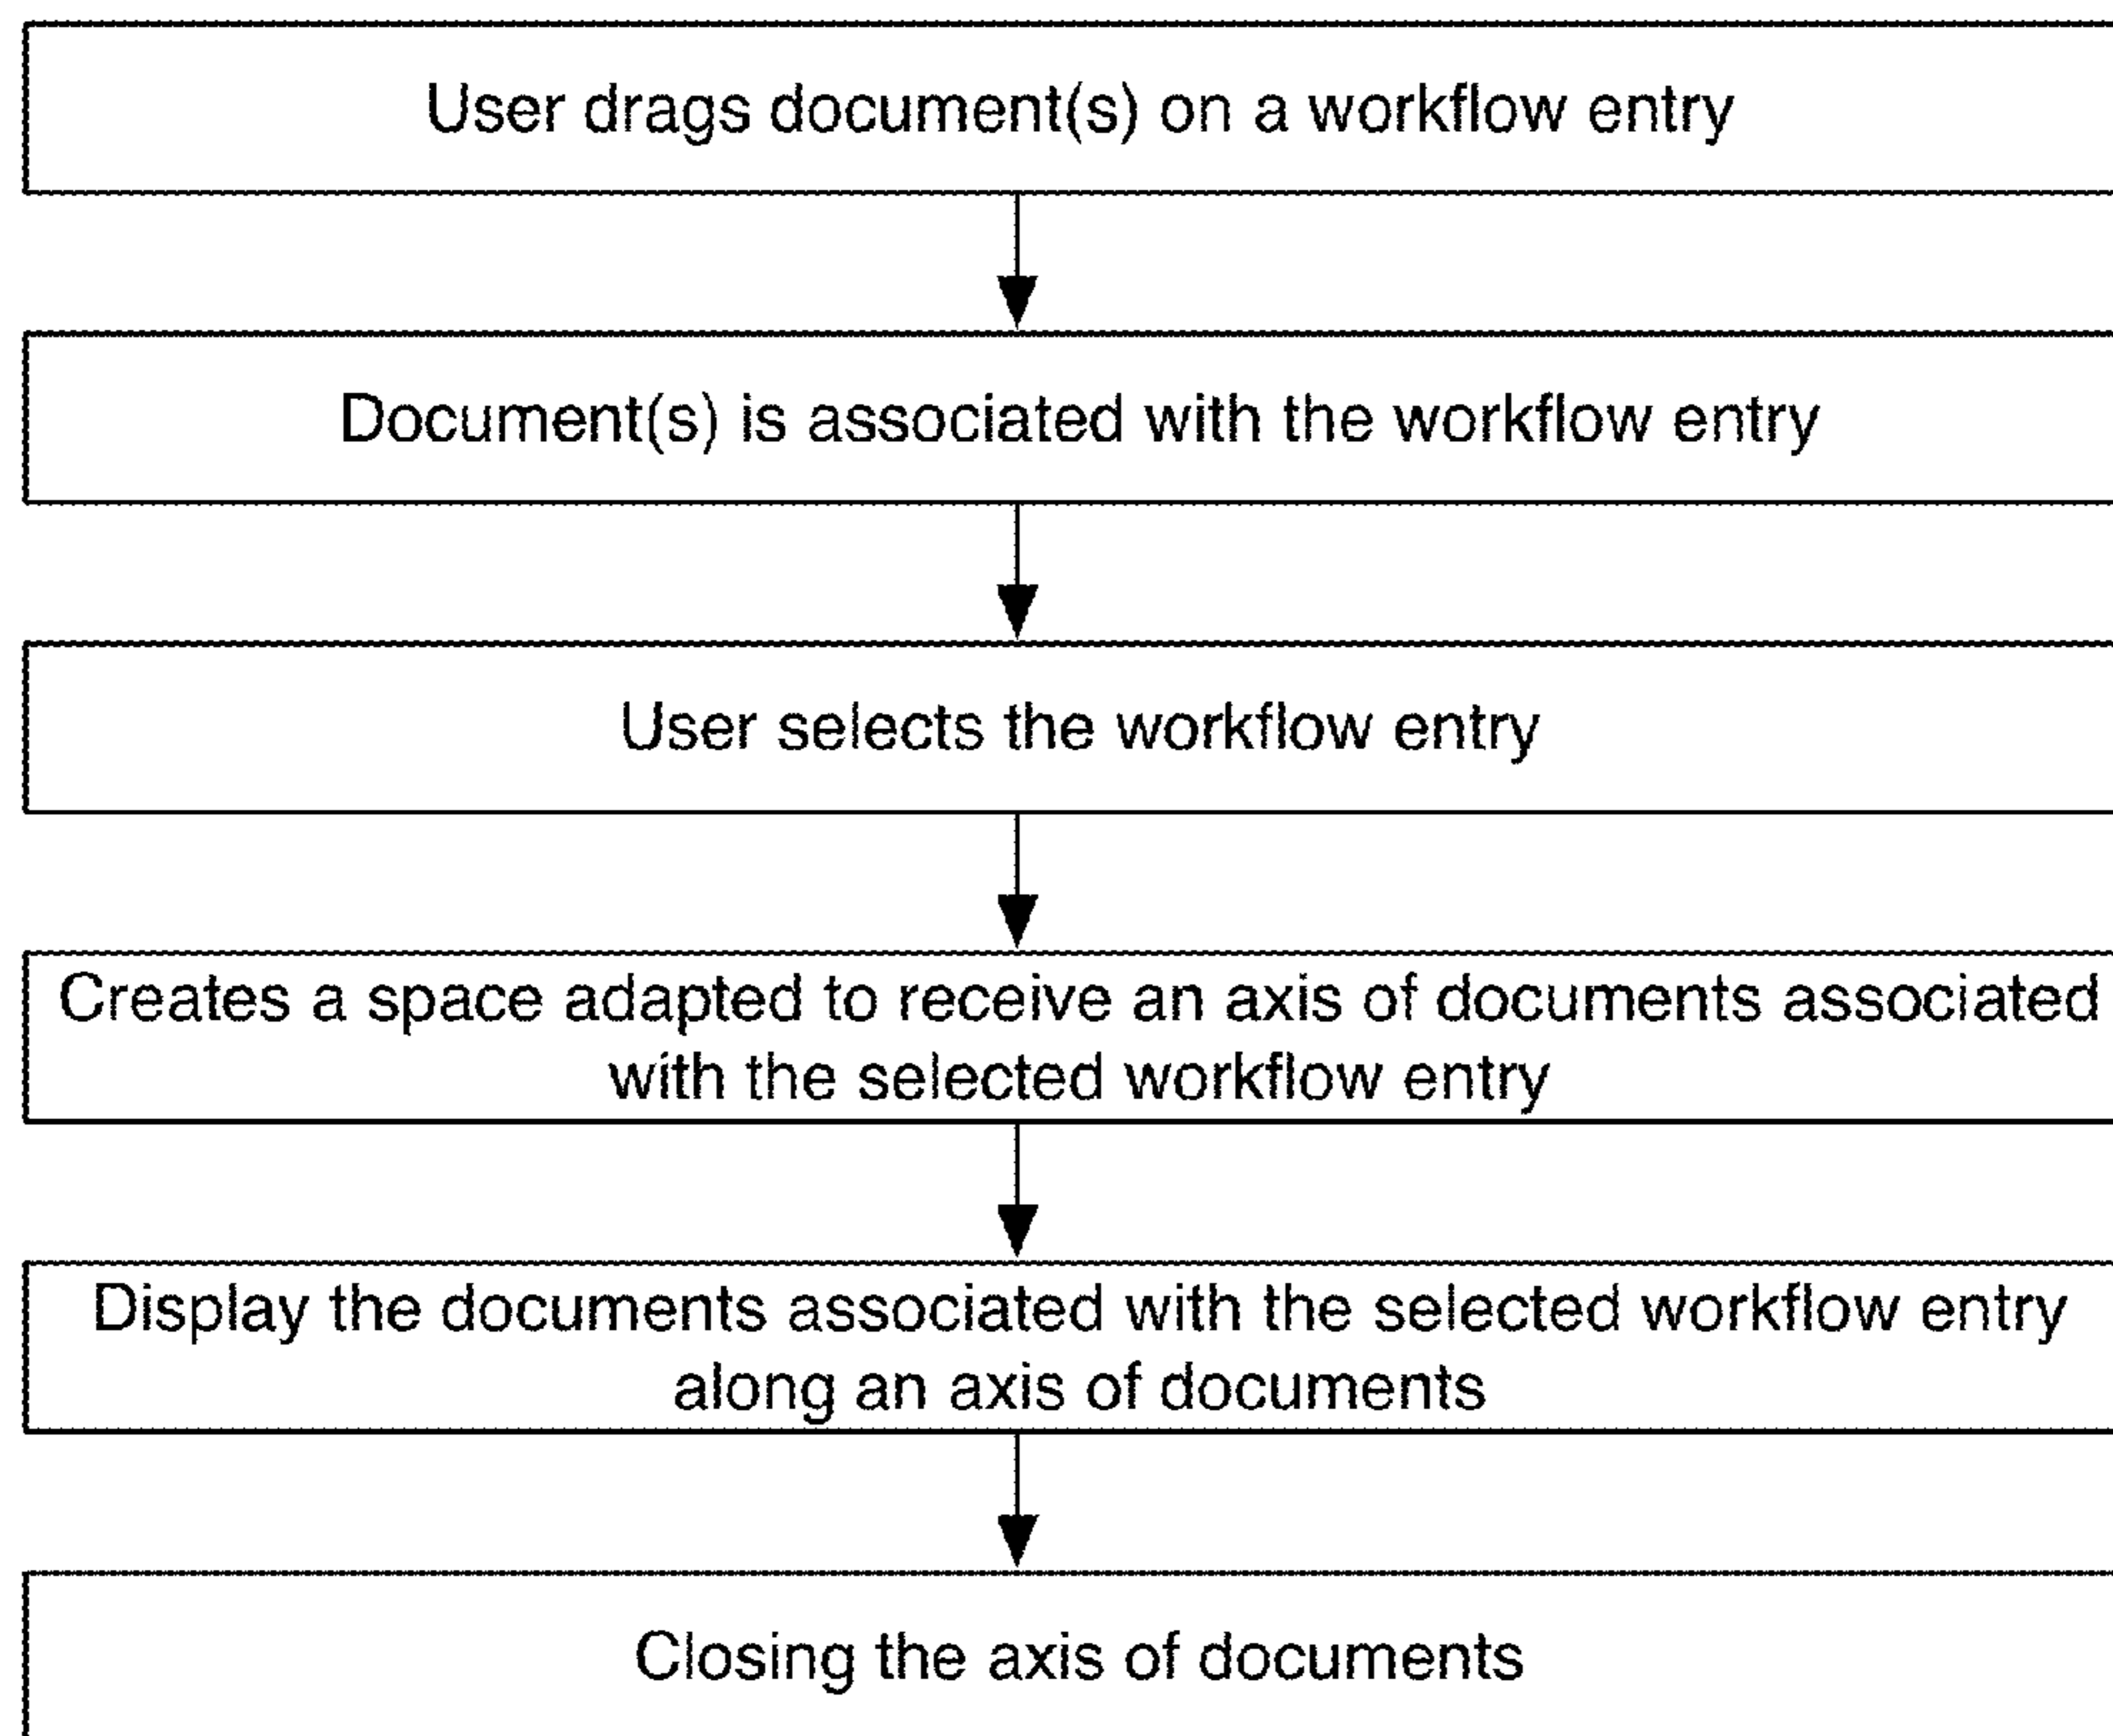 User drags document(s) on a workflow entry
Document(s) is associated with the workflow entry
User selects the workflow entry
Creates a space adapted to receive an axis of documents associated
with the selected workflow entry
Display the documents associated with the selected workflow entry
along an axis of documents
Closing the axis of documents